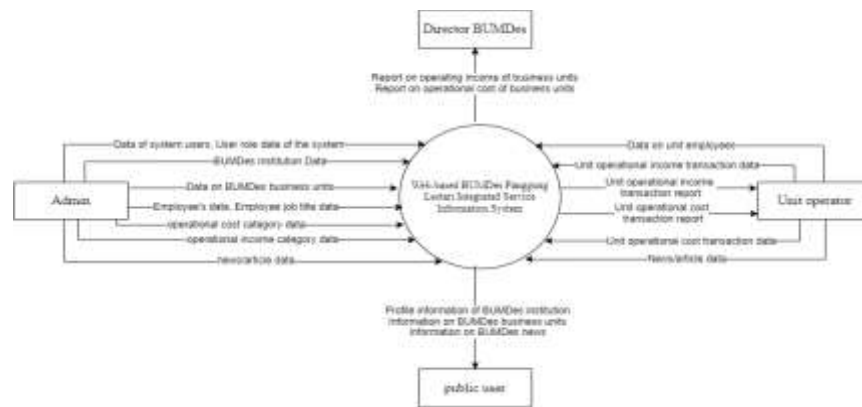 Director BUMDes
Report on operating income of business units
Report on operational cost of business units
Data of system users, User role date of the system
BUMDes institution Data
Data on BUMDes business units
Employee's date, Employee job title data
operational cost category data
operational income category data
news/article data
Admin
Web-based BUMDes Panggung
Lestari Integrated Service
Information System
Data on unit employees
Unit operational income transaction data
Unit operational income
transaction report
Unit operational cost
transaction report
Unit operational cost transaction data
News/article data
Unit operator
Profile information of BUMDes institution
Information on BUMDes business units
Information on BUMDes news
public user